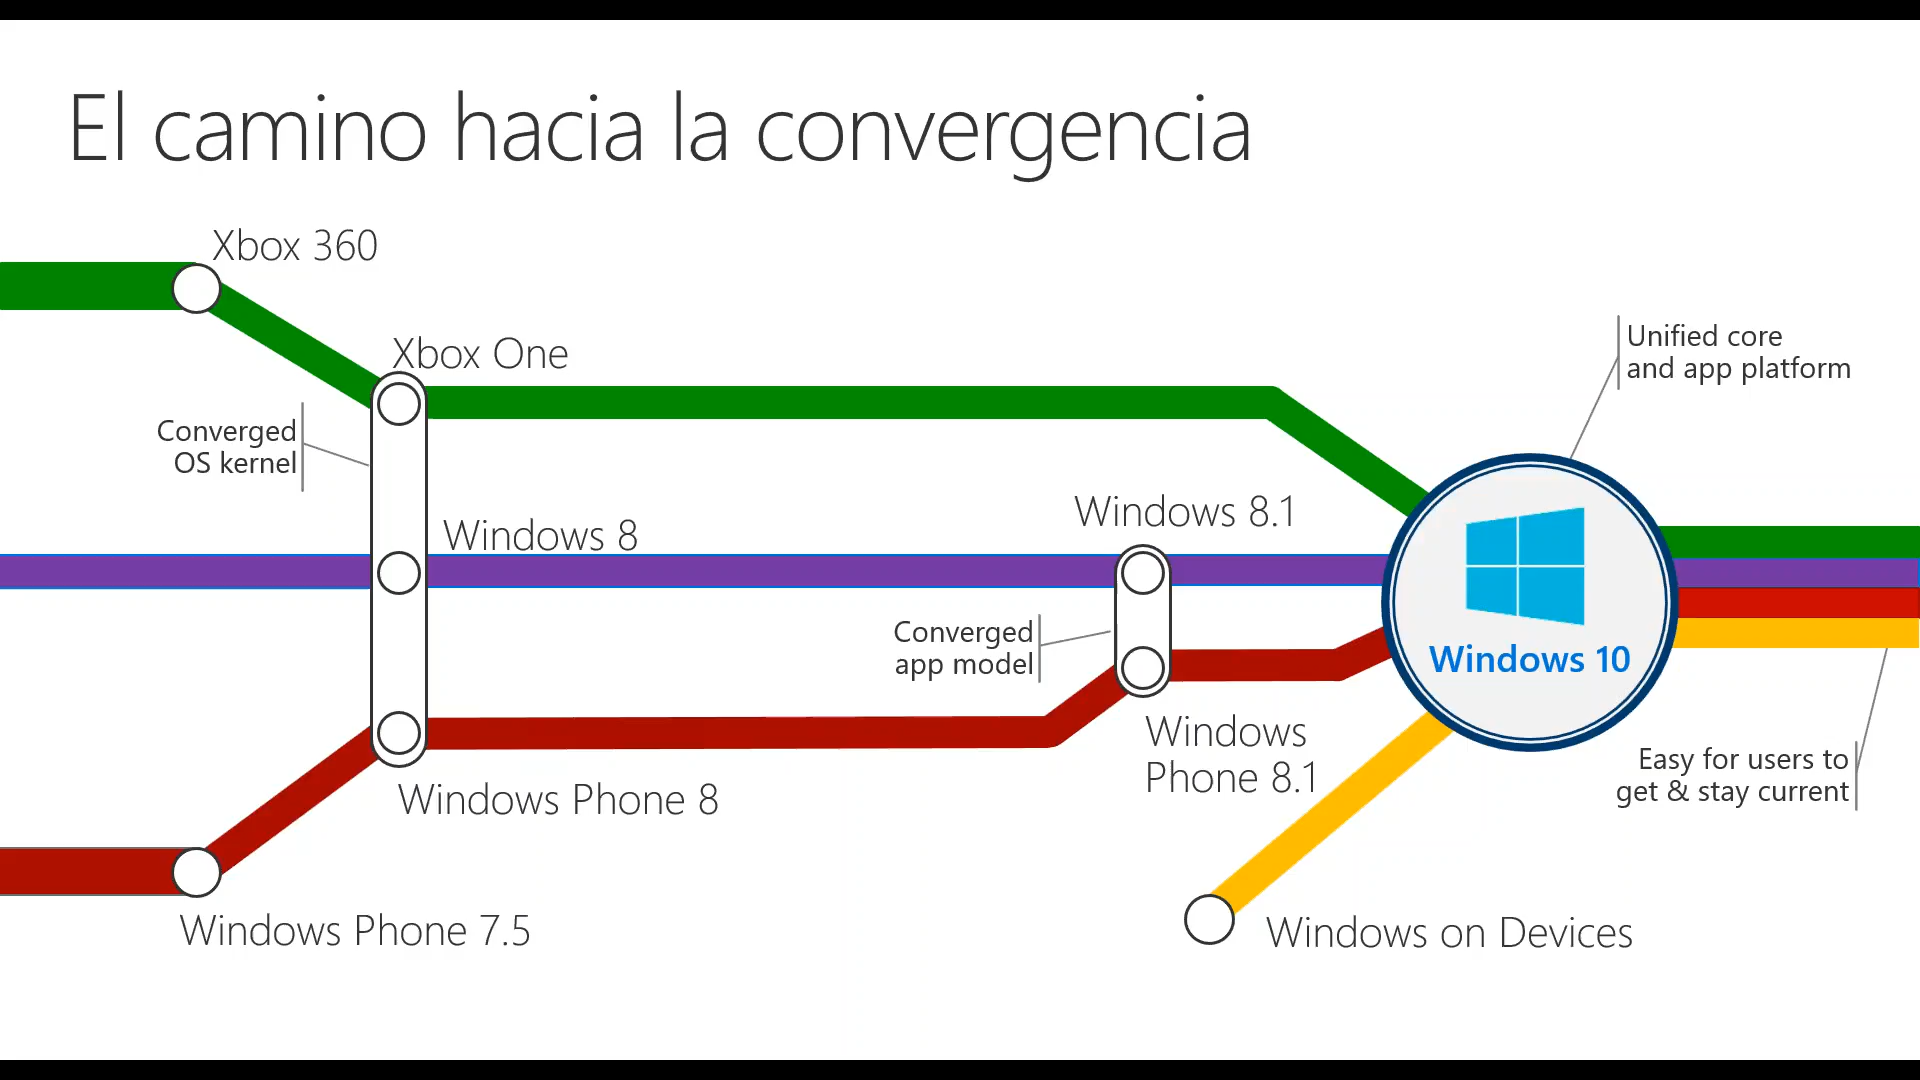 El camino hacia la convergencia
Xbox 360
Xbox One
Unified core
and app platform
Converged
OS kernel
Windows 8
Windows 8.1
Converged
app model
Windows 10
Windows
Phone 8.1
Easy for users to
get & stay current
Windows Phone 8
Windows Phone 7.5
Windows on Devices